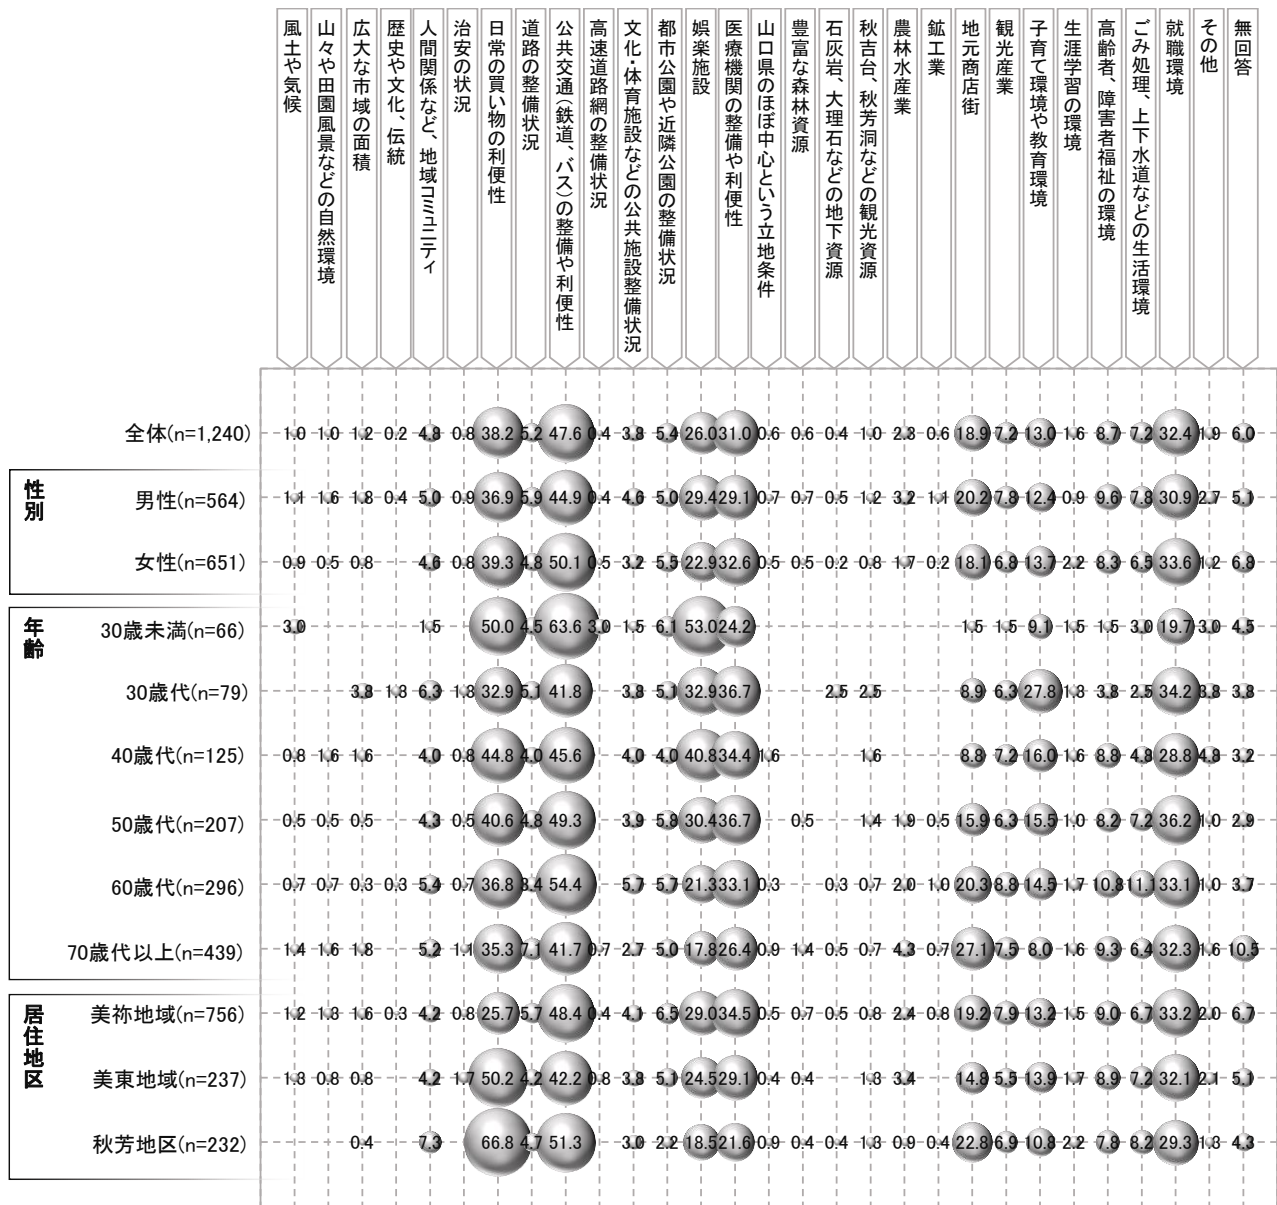 風土や気候
山々や田園風景などの自然環境
広大な市域の面積
歴史や文化、伝統
人間関係など、地域コミュニティ
治安の状況
日常の買い物の利便性
道路の整備状況
公共交通(鉄道、バス)の整備や利便性
高速道路網の整備状況
文化・体育施設などの公共施設整備状況
都市公園や近隣公園の整備状況
娯楽施設
医療機関の整備や利便性
山口県のほぼ中心という立地条件
豊富な森林資源
石灰岩、大理石などの地下資源
秋吉台、秋芳洞などの観光資源
農林水産業
鉱工業
地元商店街
観光産業
子育て環境や教育環境
生涯学習の環境
高齢者、障害者福祉の環境
ごみ処理、上下水道などの生活環境
就職環境
その他
無回答
全体(n=1,240) 1.0 1.0 1.2 0.2 4.8 0.8 38.2 5.2 47.6 0.4 3.8 5.4 26.0 31.0 0.6 0.6 0.4 1.0 2.3 0.6 18.9 7.2 13.0 1.6 8.7 7.2 32.4 1.9 6.0
性別
男性(n=564) 1.1 1.6 1.8 0.4 5.0 0.9 36.9 5.9 44.9 0.4 4.6 5.0 29.4 29.1 0.7 0.7 0.5 1.2 3.2 1.1 20.2 7.8 12.4 0.9 9.6 7.8 30.9 2.7 5.1
女性(n=651) 0.9 0.5 0.8 4.6 0.8 39.3 4.8 50.1 0.5 3.2 5.5 22.9 32.6 0.5 0.5 0.2 0.8 1.7 0.2 18.1 6.8 13.7 2.2 8.3 6.5 33.6 1.2 6.8
年齢
30歳未満(n=66) 3.0 1.5 50.0 4.5 63.6 3.0 1.5 6.1 53.0 24.2 1.5 1.5 9.1 1.5 1.5 3.0 19.7 3.0 4.5
30歳代(n=79) 3.8 1.3 6.3 1.3 32.9 5.1 41.8 3.8 5.1 32.9 36.7 2.5 2.5 8.9 6.3 27.8 1.3 3.8 2.5 34.2 3.8 3.8
40歳代(n=125) 0.8 1.6 1.6 4.0 0.8 44.8 4.0 45.6 4.0 4.0 40.8 34.4 1.6 1.6 8.8 7.2 16.0 1.6 8.8 4.8 28.8 4.8 3.2
50歳代(n=207) 0.5 0.5 0.5 4.3 0.5 40.6 4.8 49.3 3.9 5.8 30.4 36.7 0.5 1.4 1.9 0.5 15.9 6.3 15.5 1.0 8.2 7.2 36.2 1.0 2.9
60歳代(n=296) 0.7 0.7 0.3 0.3 5.4 0.7 36.8 3.4 54.4 5.7 5.7 21.3 33.1 0.3 0.3 0.7 2.0 1.0 20.3 8.8 14.5 1.7 10.8 11.1 33.1 1.0 3.7
70歳代以上(n=439) 1.4 1.6 1.8 5.2 1.1 35.3 7.1 41.7 0.7 2.7 5.0 17.8 26.4 0.9 1.4 0.5 0.7 4.3 0.7 27.1 7.5 8.0 1.6 9.3 6.4 32.3 1.6 10.5
居住地区
美祢地域(n=756) 1.2 1.3 1.6 0.3 4.2 0.8 25.7 5.7 48.4 0.4 4.1 6.5 29.0 34.5 0.5 0.7 0.5 0.8 2.4 0.8 19.2 7.9 13.2 1.5 9.0 6.7 33.2 2.0 6.7
美東地域(n=237) 1.3 0.8 0.8 4.2 1.7 50.2 4.2 42.2 0.8 3.8 5.1 24.5 29.1 0.4 0.4 1.3 3.4 14.8 5.5 13.9 1.7 8.9 7.2 32.1 2.1 5.1
秋芳地区(n=232) 0.4 7.3 66.8 4.7 51.3 3.0 2.2 18.5 21.6 0.9 0.4 0.4 1.3 0.9 0.4 22.8 6.9 10.8 2.2 7.8 8.2 29.3 1.3 4.3